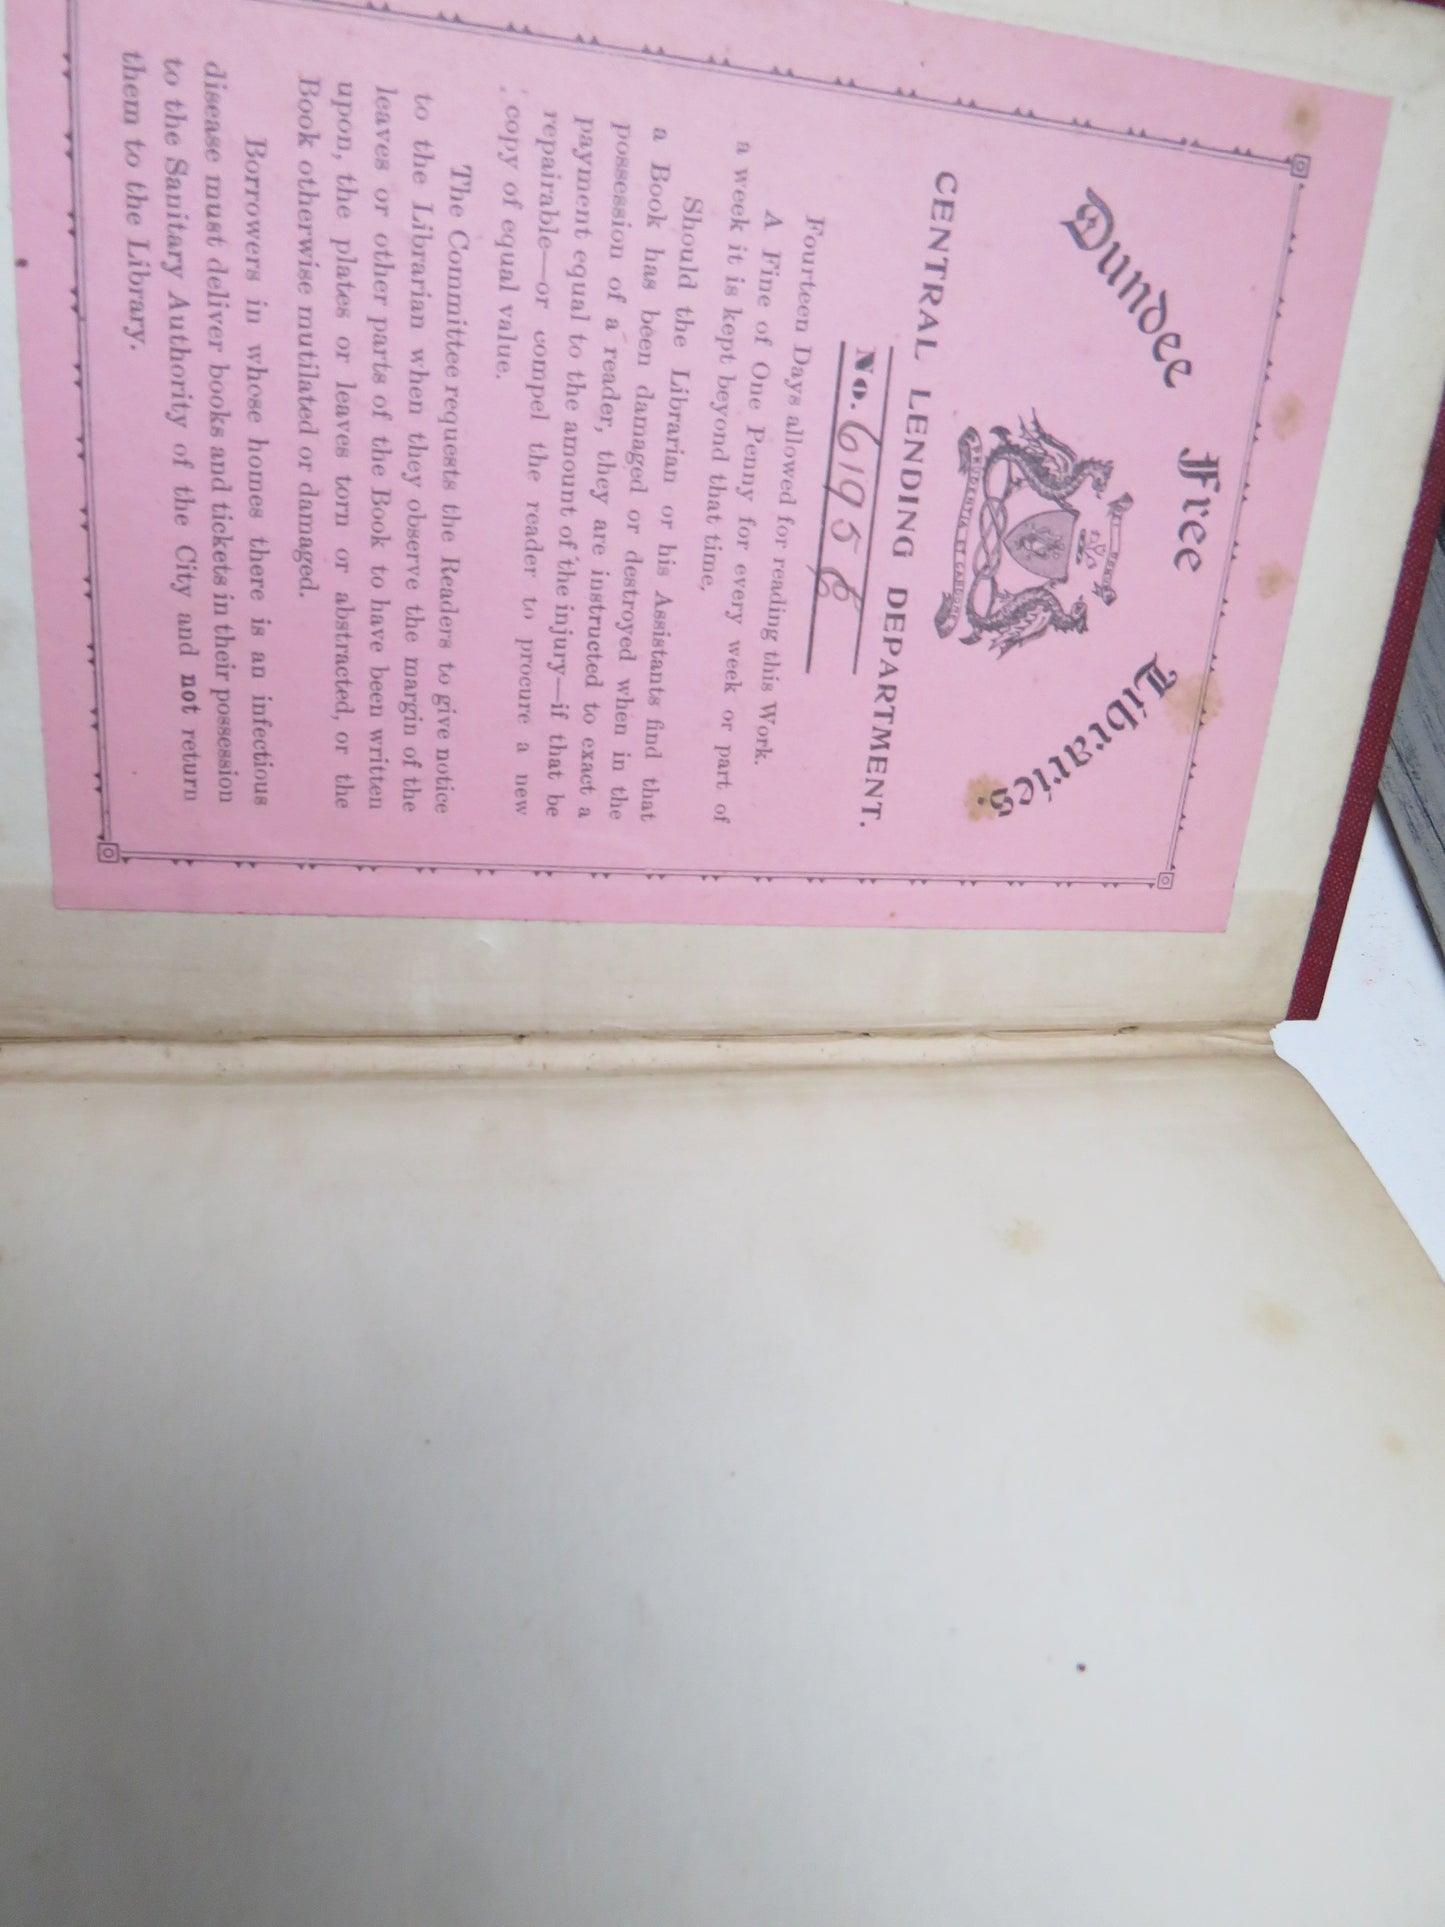 Dundee Free Libraries.
PRUDENTIA ET CANDORE
CENTRAL LENDING DEPARTMENT.
No. 6195
Fourteen Days allowed for reading this Work.
A Fine of One Penny for every week or part of
a week it is kept beyond that time.
Should the Librarian or his Assistants find that
a Book has been damaged or destroyed when in the
possession of a reader, they are instructed to exact a
payment equal to the amount of the injury—if that be
repairable—or compel the reader to procure a new
copy of equal value.
The Committee requests the Readers to give notice
to the Librarian when they observe the margin of the
leaves or other parts of the Book to have been written
upon, the plates or leaves torn or abstracted, or the
Book otherwise mutilated or damaged.
Borrowers in whose homes there is an infectious
disease must deliver books and tickets in their possession
to the Sanitary Authority of the City and not return
them to the Library.